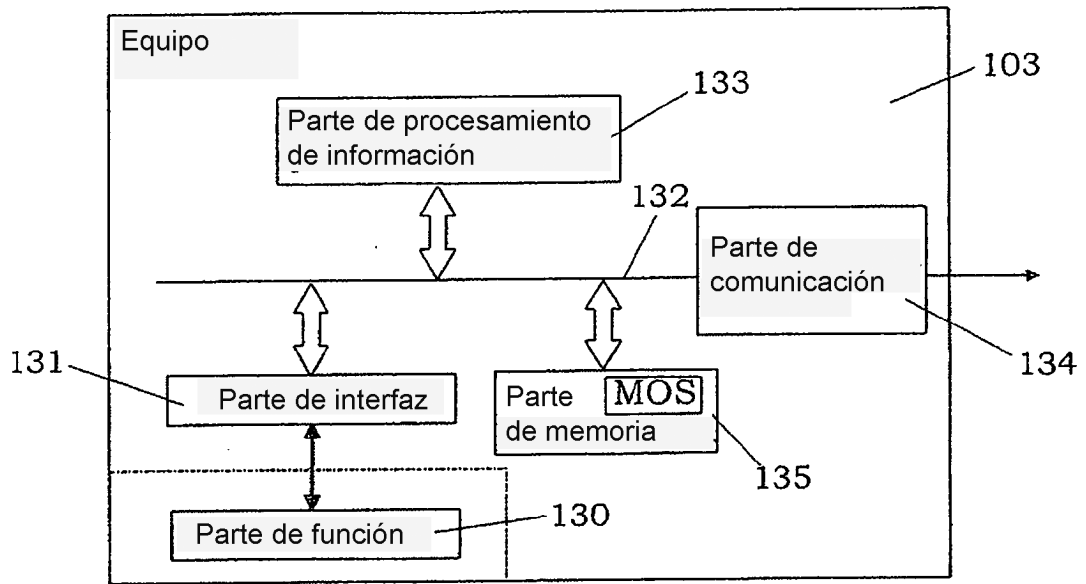 Equipo
103
133
Parte de procesamiento
de información
132
Parte de
comunicación
134
131
Parte de interfaz
Parte MOS
de memoria
135
Parte de función
130